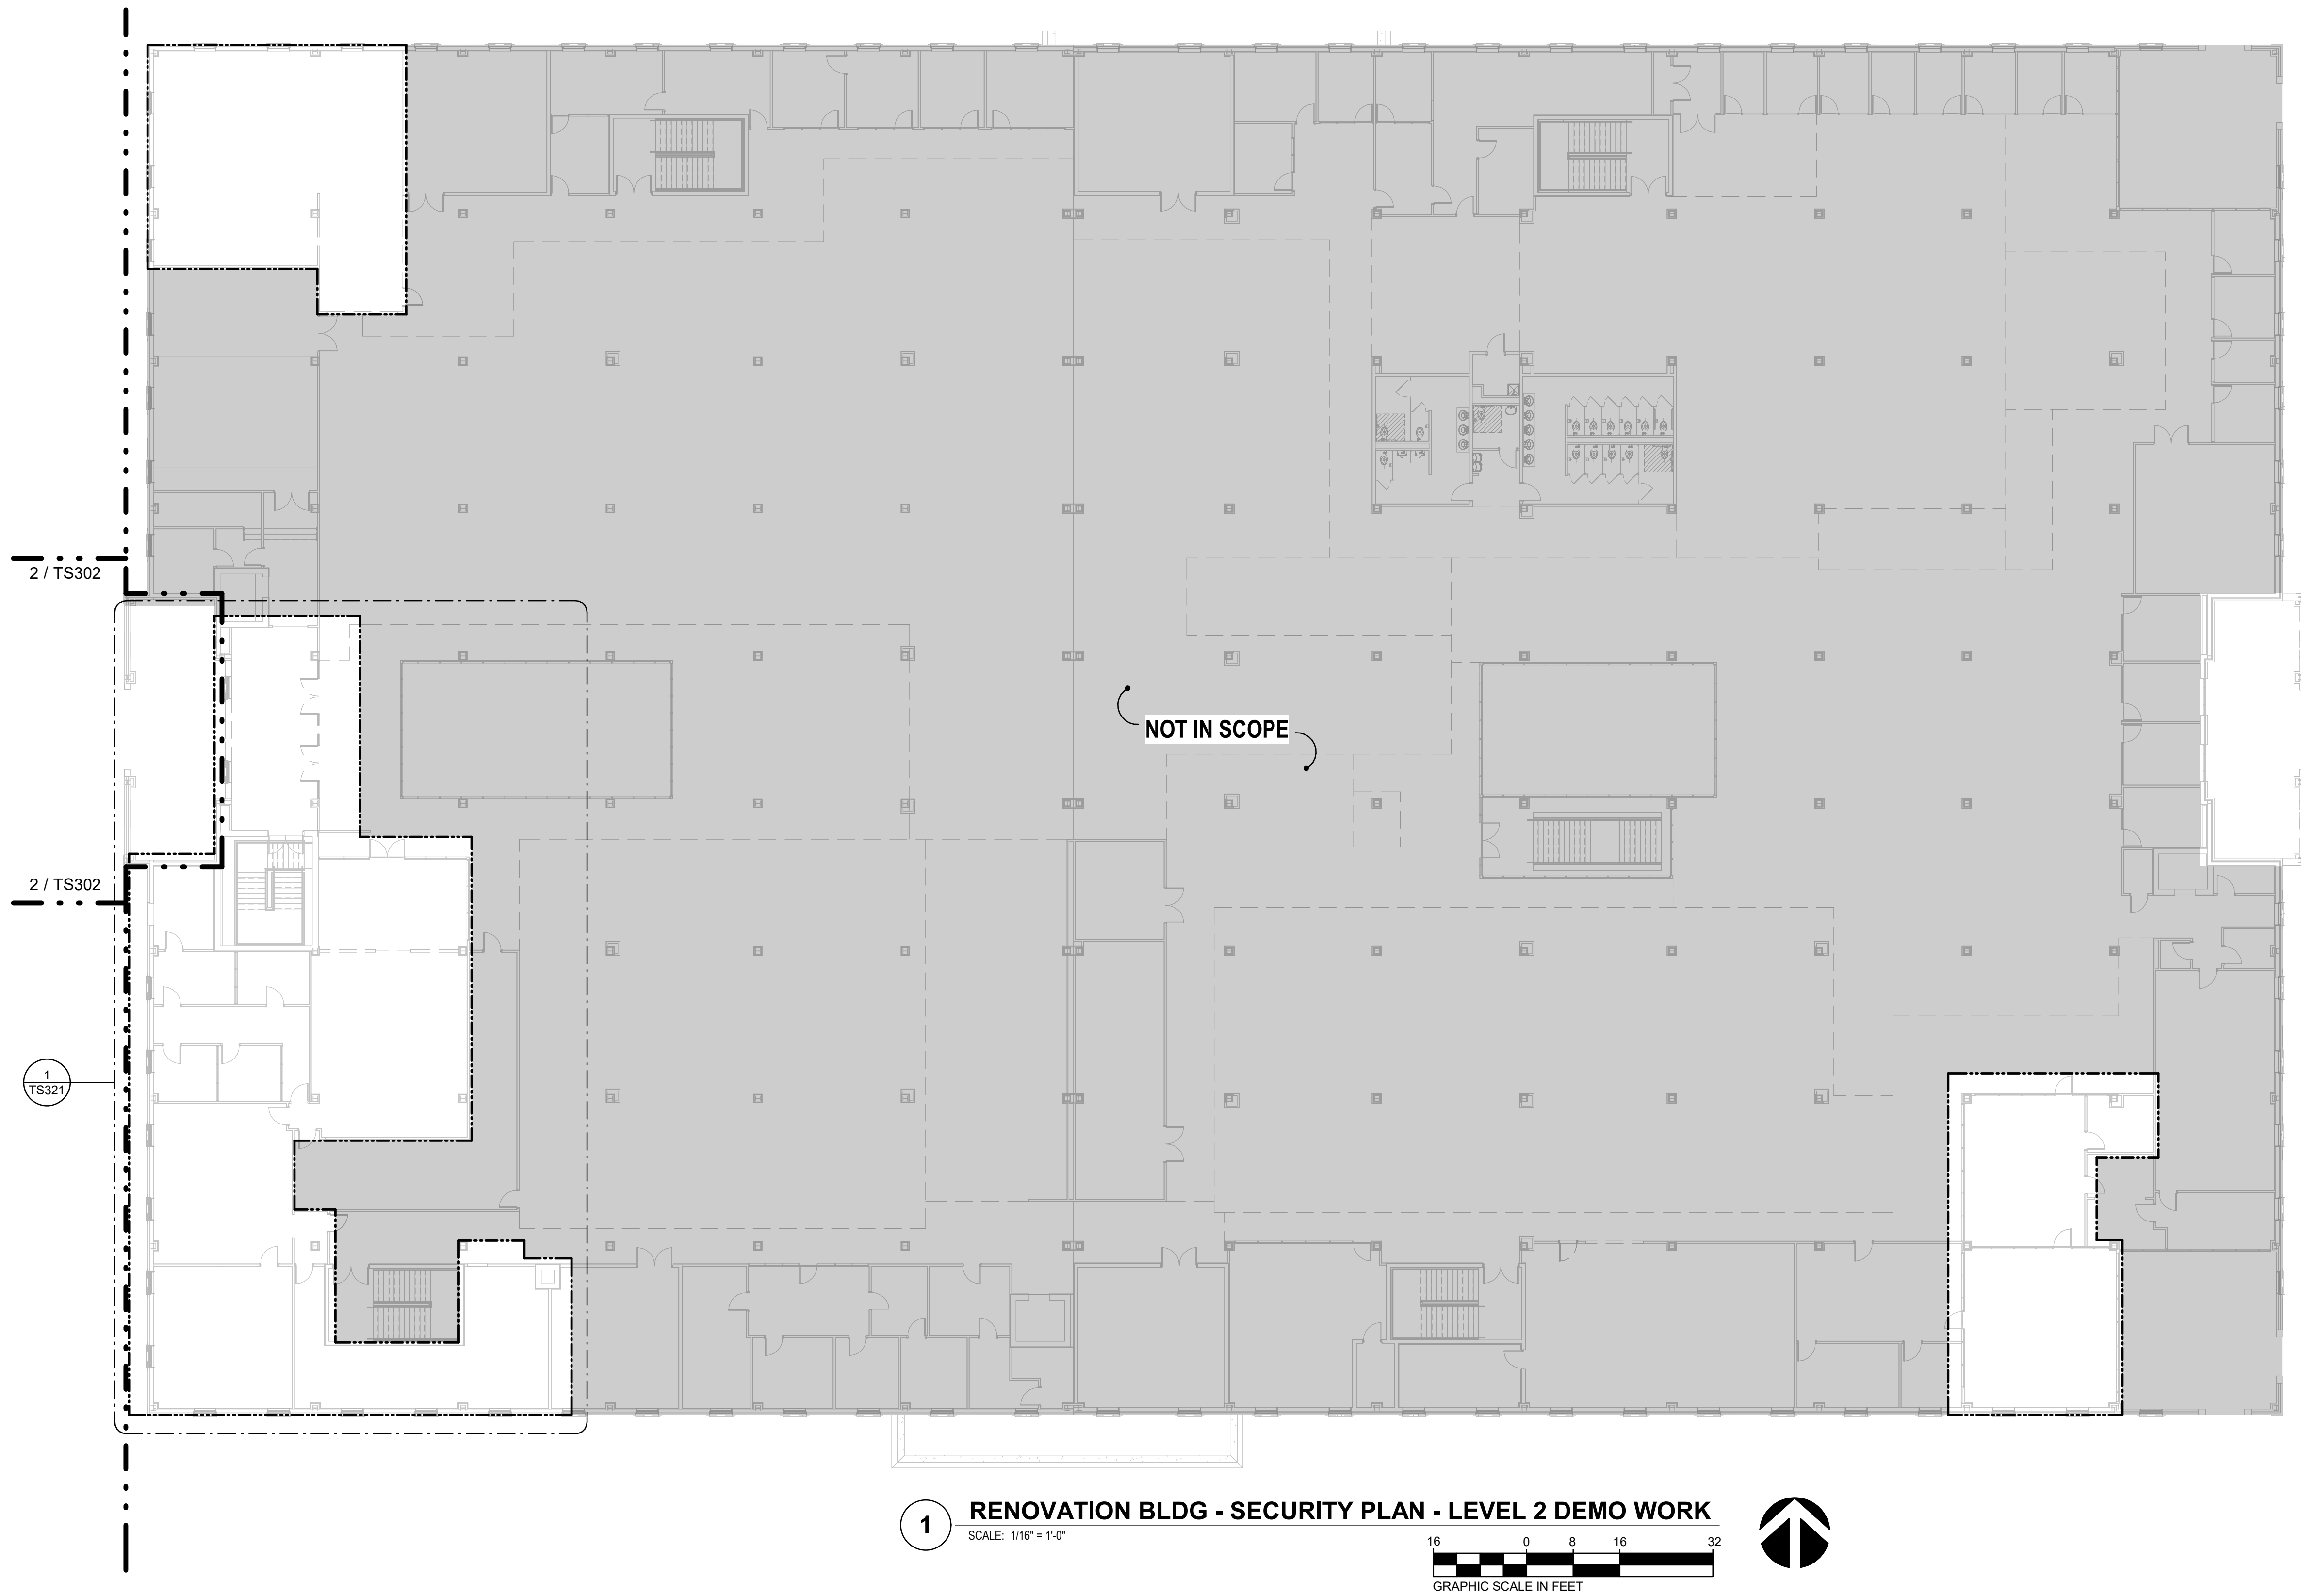 2 / TS302
NOT IN SCOPE
2 / TS302
1
TS321
1
RENOVATION BLDG - SECURITY PLAN - LEVEL 2 DEMO WORK
SCALE: 1/16" = 1'-0"
16 0 8 16 32
GRAPHIC SCALE IN FEET